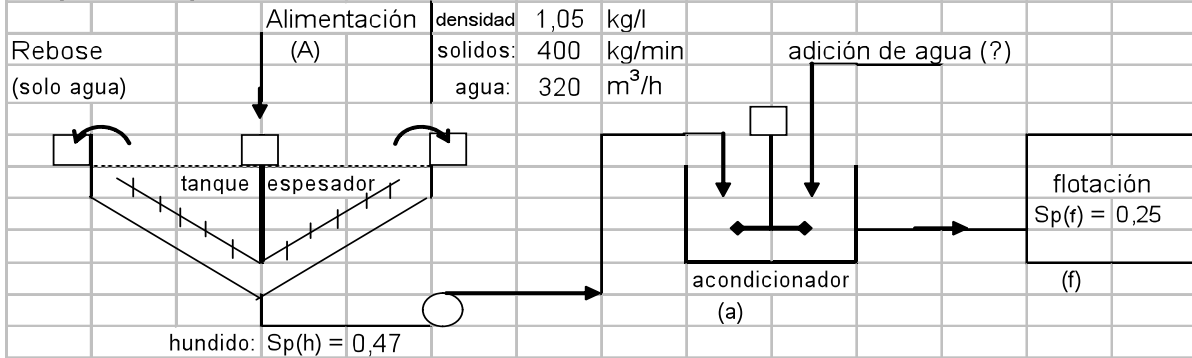 Alimentación densidad 1,05 kg/l
Rebose (A) solidos: 400 kg/min adición de agua (?)
(solo agua) agua: 320 m³/h
tanque espesador flotación
Sp(f) = 0,25
acondicionador (f)
(a)
hundido: Sp(h) = 0,47